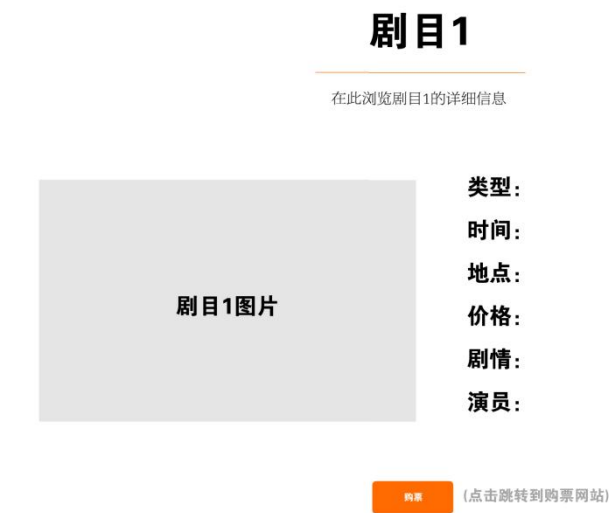 剧目1
在此浏览剧目1的详细信息
类型：
时间：
地点：
剧目1图片
价格：
剧情：
演员：
购票 (点击跳转到购票网站)